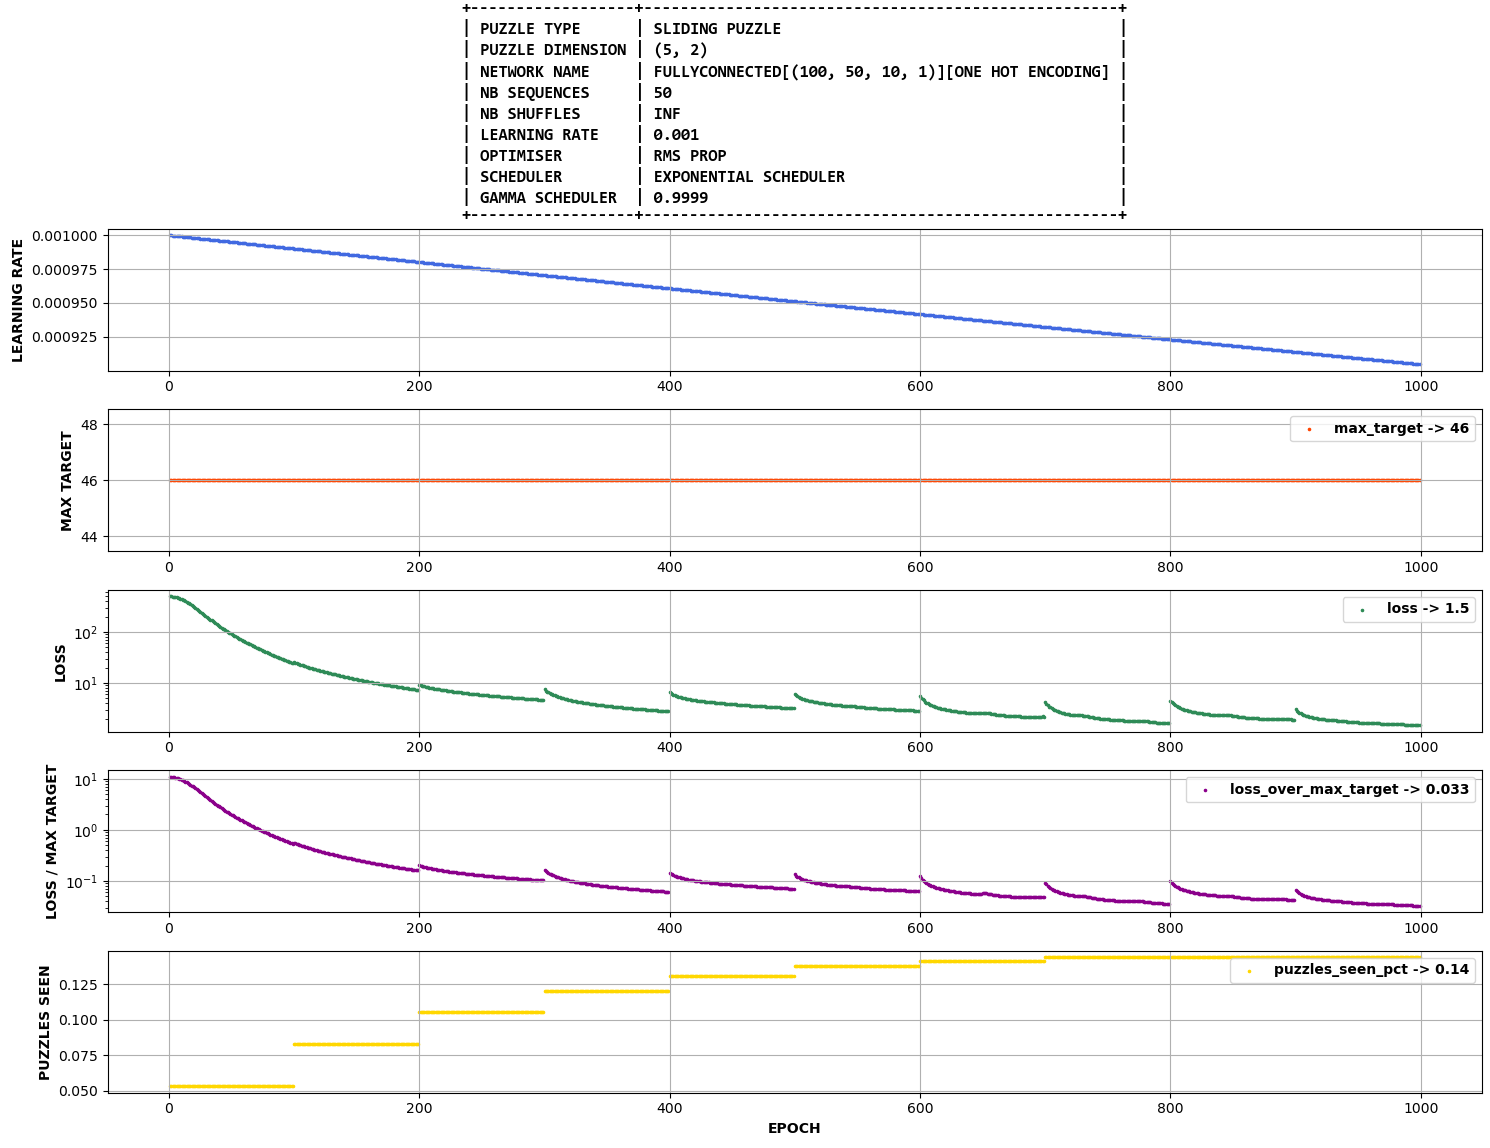 +------------------+----------------------------------------------------+
| PUZZLE TYPE | SLIDING PUZZLE |
| PUZZLE DIMENSION | (5, 2) |
| NETWORK NAME | FULLYCONNECTED[(100, 50, 10, 1)][ONE HOT ENCODING] |
| NB SEQUENCES | 50 |
| NB SHUFFLES | INF |
| LEARNING RATE | 0.001 |
| OPTIMISER | RMS PROP |
| SCHEDULER | EXPONENTIAL SCHEDULER |
| GAMMA SCHEDULER | 0.9999 |
+------------------+----------------------------------------------------+
LEARNING RATE
0.001000
0.000975
0.000950
0.000925
0 200 400 600 800 1000
MAX TARGET
48
46
44
max_target -> 46
0 200 400 600 800 1000
LOSS
10²
10¹
loss -> 1.5
0 200 400 600 800 1000
LOSS / MAX TARGET
10¹
10⁰
10⁻¹
loss_over_max_target -> 0.033
0 200 400 600 800 1000
PUZZLES SEEN
0.125
0.100
0.075
0.050
puzzles_seen_pct -> 0.14
0 200 400 600 800 1000
EPOCH